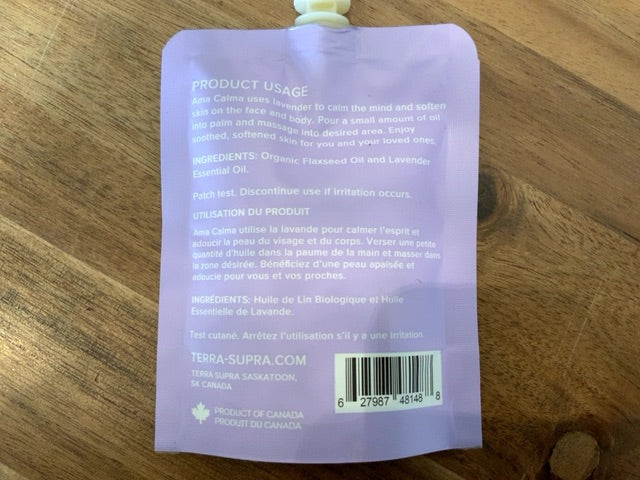 PRODUCT USAGE
Ama Calma uses lavender to calm the mind and soften
skin on the face and body. Pour a small amount of oil
into palm and massage into desired area. Enjoy
soothed, softened skin for you and your loved ones.
INGREDIENTS: Organic Flaxseed Oil and Lavender
Essential Oil.
Patch test. Discontinue use if irritation occurs.
UTILISATION DU PRODUIT
Ama Calma utilise la lavande pour calmer l'esprit et
adoucir la peau du visage et du corps. Verser une petite
quantité d'huile dans la paume de la main et masser dans
la zone désirée. Bénéficiez d'une peau apaisée et
adoucie pour vous et vos proches.
INGRÉDIENTS: Huile de Lin Biologique et Huile
Essentielle de Lavande.
Test cutané. Arrêtez l'utilisation s'il y a une irritation.
TERRA-SUPRA.COM
TERRA SUPRA SASKATOON,
SK CANADA
PRODUCT OF CANADA
PRODUIT DU CANADA
6 27987 48148 8